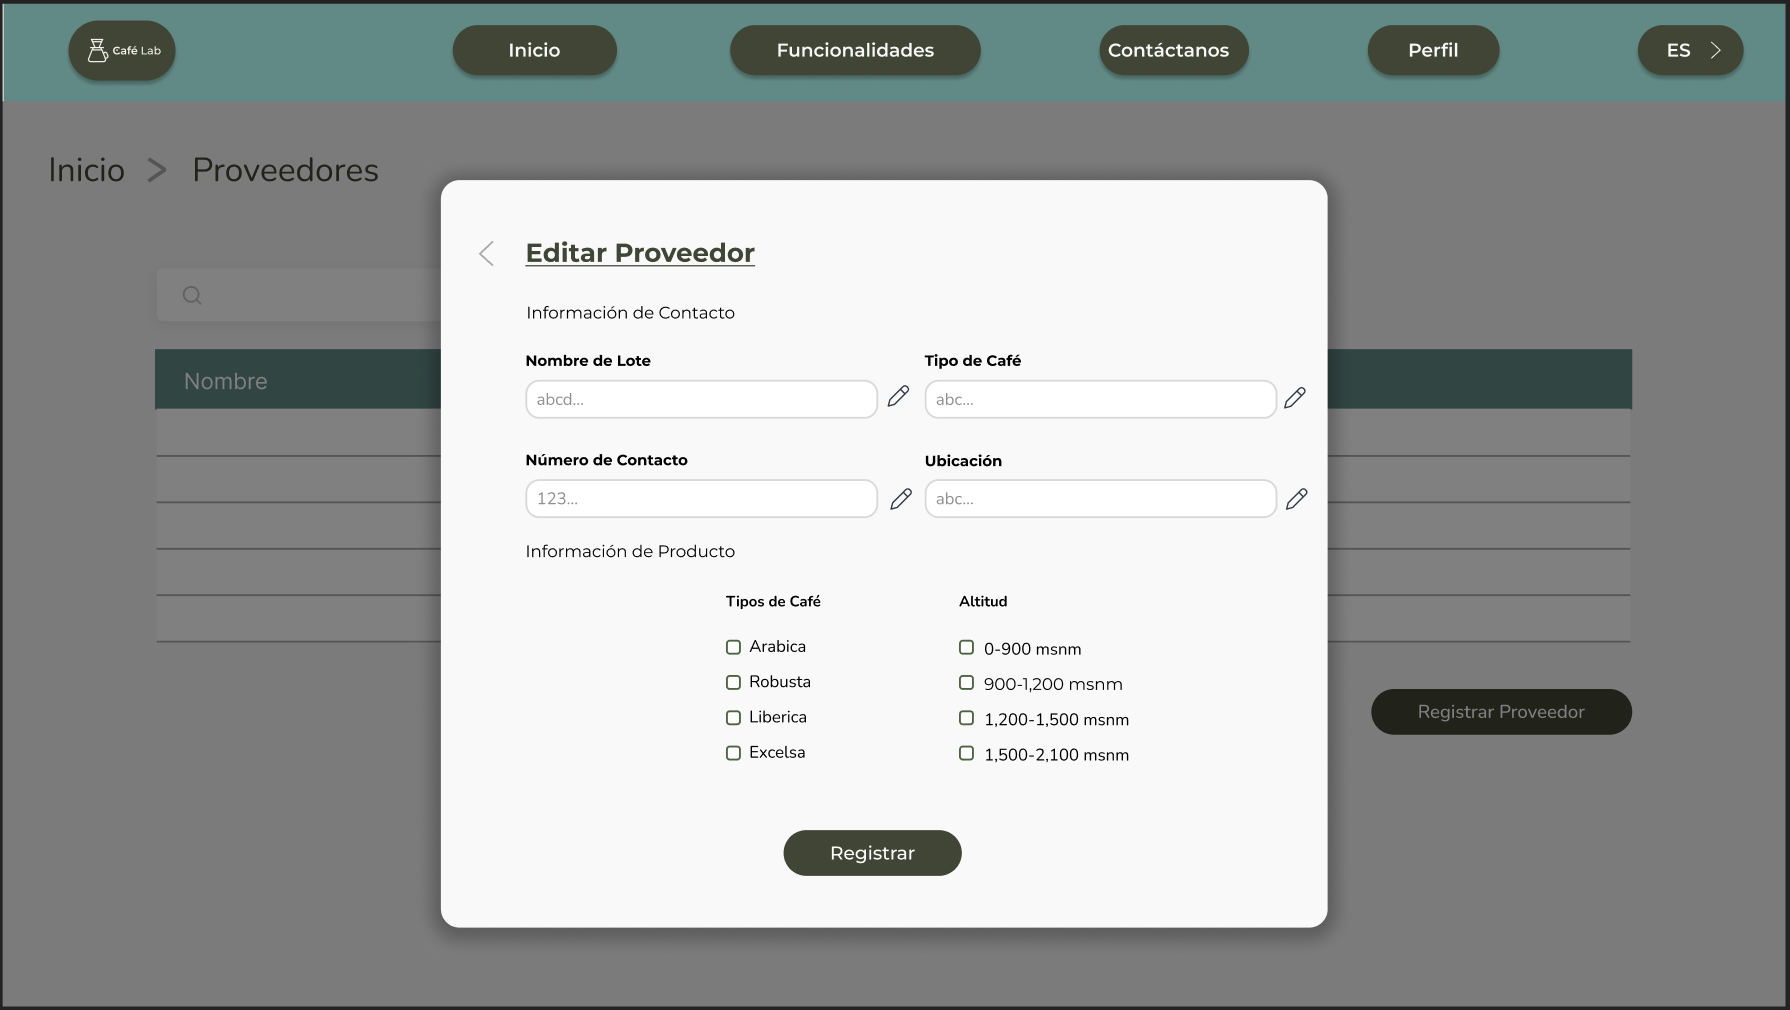 Café Lab
Inicio
Funcionalidades
Contáctanos
Perfil
ES
Inicio > Proveedores
Nombre
Editar Proveedor
Información de Contacto
Nombre de Lote
Tipo de Café
abcd...
abc...
Número de Contacto
Ubicación
123...
abc...
Información de Producto
Tipos de Café
Altitud
Arabica
0-900 msnm
Robusta
900-1,200 msnm
Liberica
1,200-1,500 msnm
Excelsa
1,500-2,100 msnm
Registrar Proveedor
Registrar